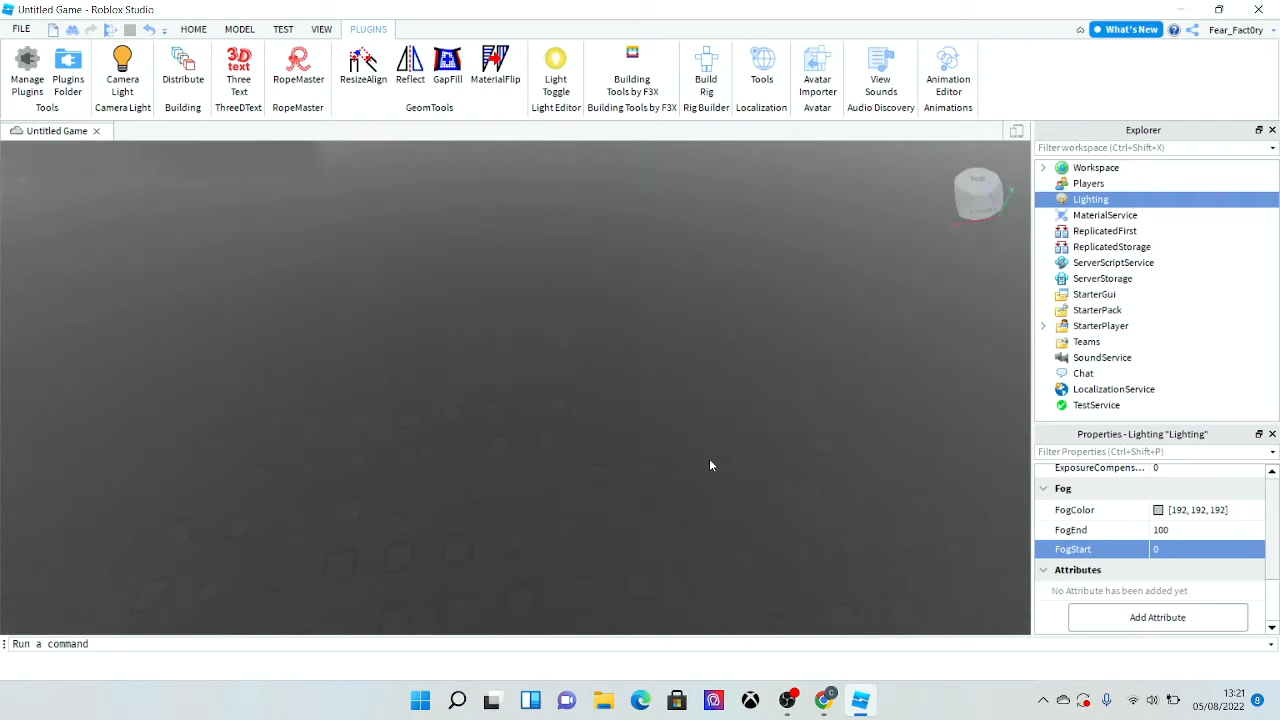 Untitled Game - Roblox Studio
FILE HOME MODEL TEST VIEW PLUGINS What's New Fear_Fact0ry
Manage Plugins Plugins Folder Camera Light Distribute 3D text Three Text RopeMaster ResizeAlign Reflect GapFill MaterialFlip Light Toggle Building Tools by F3X Build Rig Tools Avatar Importer View Sounds Animation Editor
Tools Camera Light Building ThreeDText RopeMaster GeomTools Light Editor Building Tools by F3X Rig Builder Localization Avatar Audio Discovery Animations
Untitled Game
TOP
Y
Explorer
Filter workspace (Ctrl+Shift+X)
Workspace
Players
Lighting
MaterialService
ReplicatedFirst
ReplicatedStorage
ServerScriptService
ServerStorage
StarterGui
StarterPack
StarterPlayer
Teams
SoundService
Chat
LocalizationService
TestService
Properties - Lighting "Lighting"
Filter Properties (Ctrl+Shift+P)
ExposureCompens... 0
Fog
FogColor [192, 192, 192]
FogEnd 100
FogStart 0
Attributes
No Attribute has been added yet
Add Attribute
Run a command
13:21
05/08/2022 8